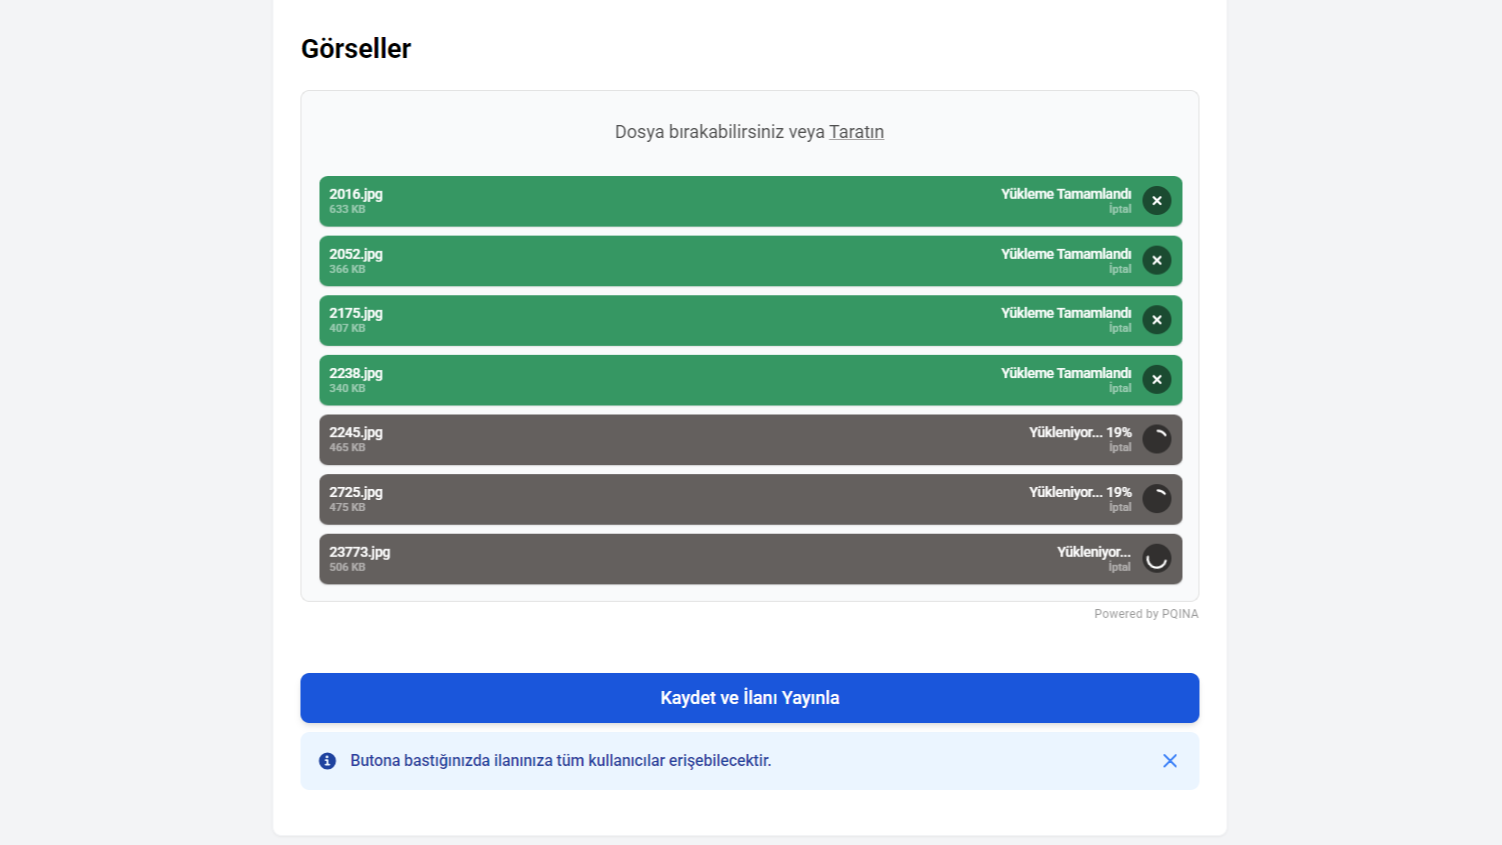 Görseller
Dosya bırakabilirsiniz veya Taratın
2016.jpg
633 KB
Yükleme Tamamlandı
İptal
2052.jpg
366 KB
Yükleme Tamamlandı
İptal
2175.jpg
407 KB
Yükleme Tamamlandı
İptal
2238.jpg
340 KB
Yükleme Tamamlandı
İptal
2245.jpg
465 KB
Yükleniyor... 19%
İptal
2725.jpg
475 KB
Yükleniyor... 19%
İptal
23773.jpg
506 KB
Yükleniyor...
İptal
Powered by PQINA
Kaydet ve İlanı Yayınla
Butona bastığınızda ilanınıza tüm kullanıcılar erişebilecektir.